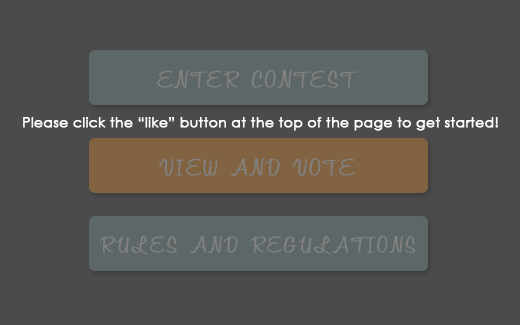 ENTER CONTEST
Please click the “like” button at the top of the page to get started!
VIEW AND VOTE
RULES AND REGULATIONS